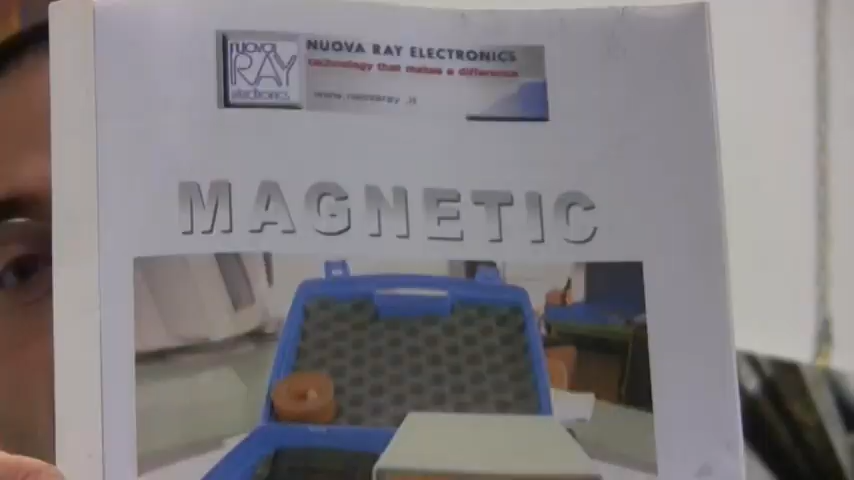 NUOVA
RAY
electronics
NUOVA RAY ELECTRONICS
technology that makes a difference
www.nuovaray.it
MAGNETIC